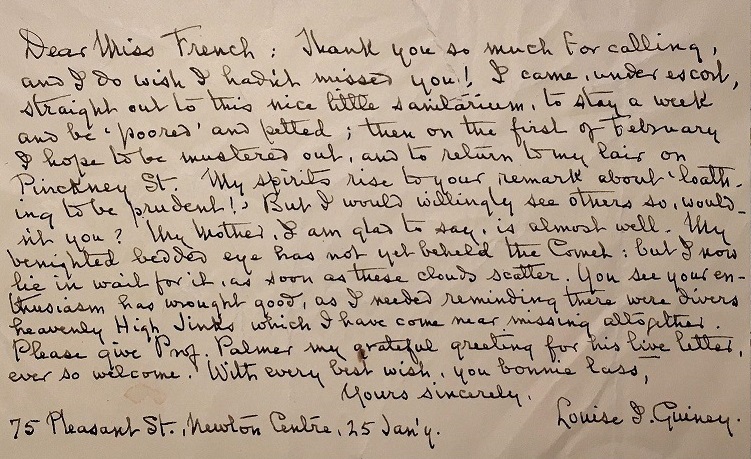 Dear Miss French : Thank you so much for calling,
and I do wish I hadn't missed you! I came, under escort,
straight out to this nice little sanitarium, to stay a week
and be 'poored' and petted ; then on the first of February
I hope to be mustered out, and to return to my lair on
Pinckney St. My spirits rise to your remark about 'loath-
ing to be prudent!' But I would willingly see others so, would-
n't you? My Mother, I am glad to say, is almost well. My
benighted bedded eye has not yet beheld the Comet : but I now
lie in wait for it, as soon as these clouds scatter. You see your en-
thusiasm has wrought good, as I needed reminding there were divers
heavenly High Jinks which I have come near missing altogether.
Please give Prof. Palmer my grateful greeting for his live letter,
ever so welcome. With every best wish, you bonnie lass,
Yours sincerely,
Louise I. Guiney.
75 Pleasant St., Newton Centre, 25 Jan'y.